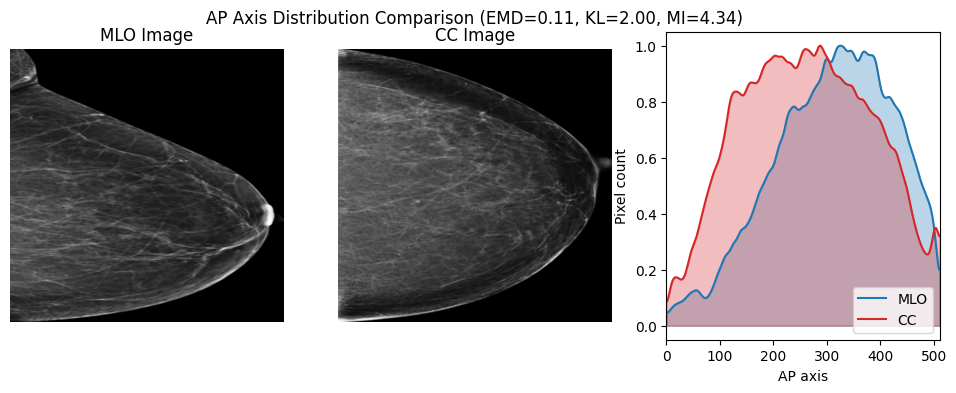 AP Axis Distribution Comparison (EMD=0.11, KL=2.00, MI=4.34)
MLO Image
CC Image
1.0
0.8
0.6
0.4
0.2
0.0
Pixel count
MLO
CC
0 100 200 300 400 500
AP axis